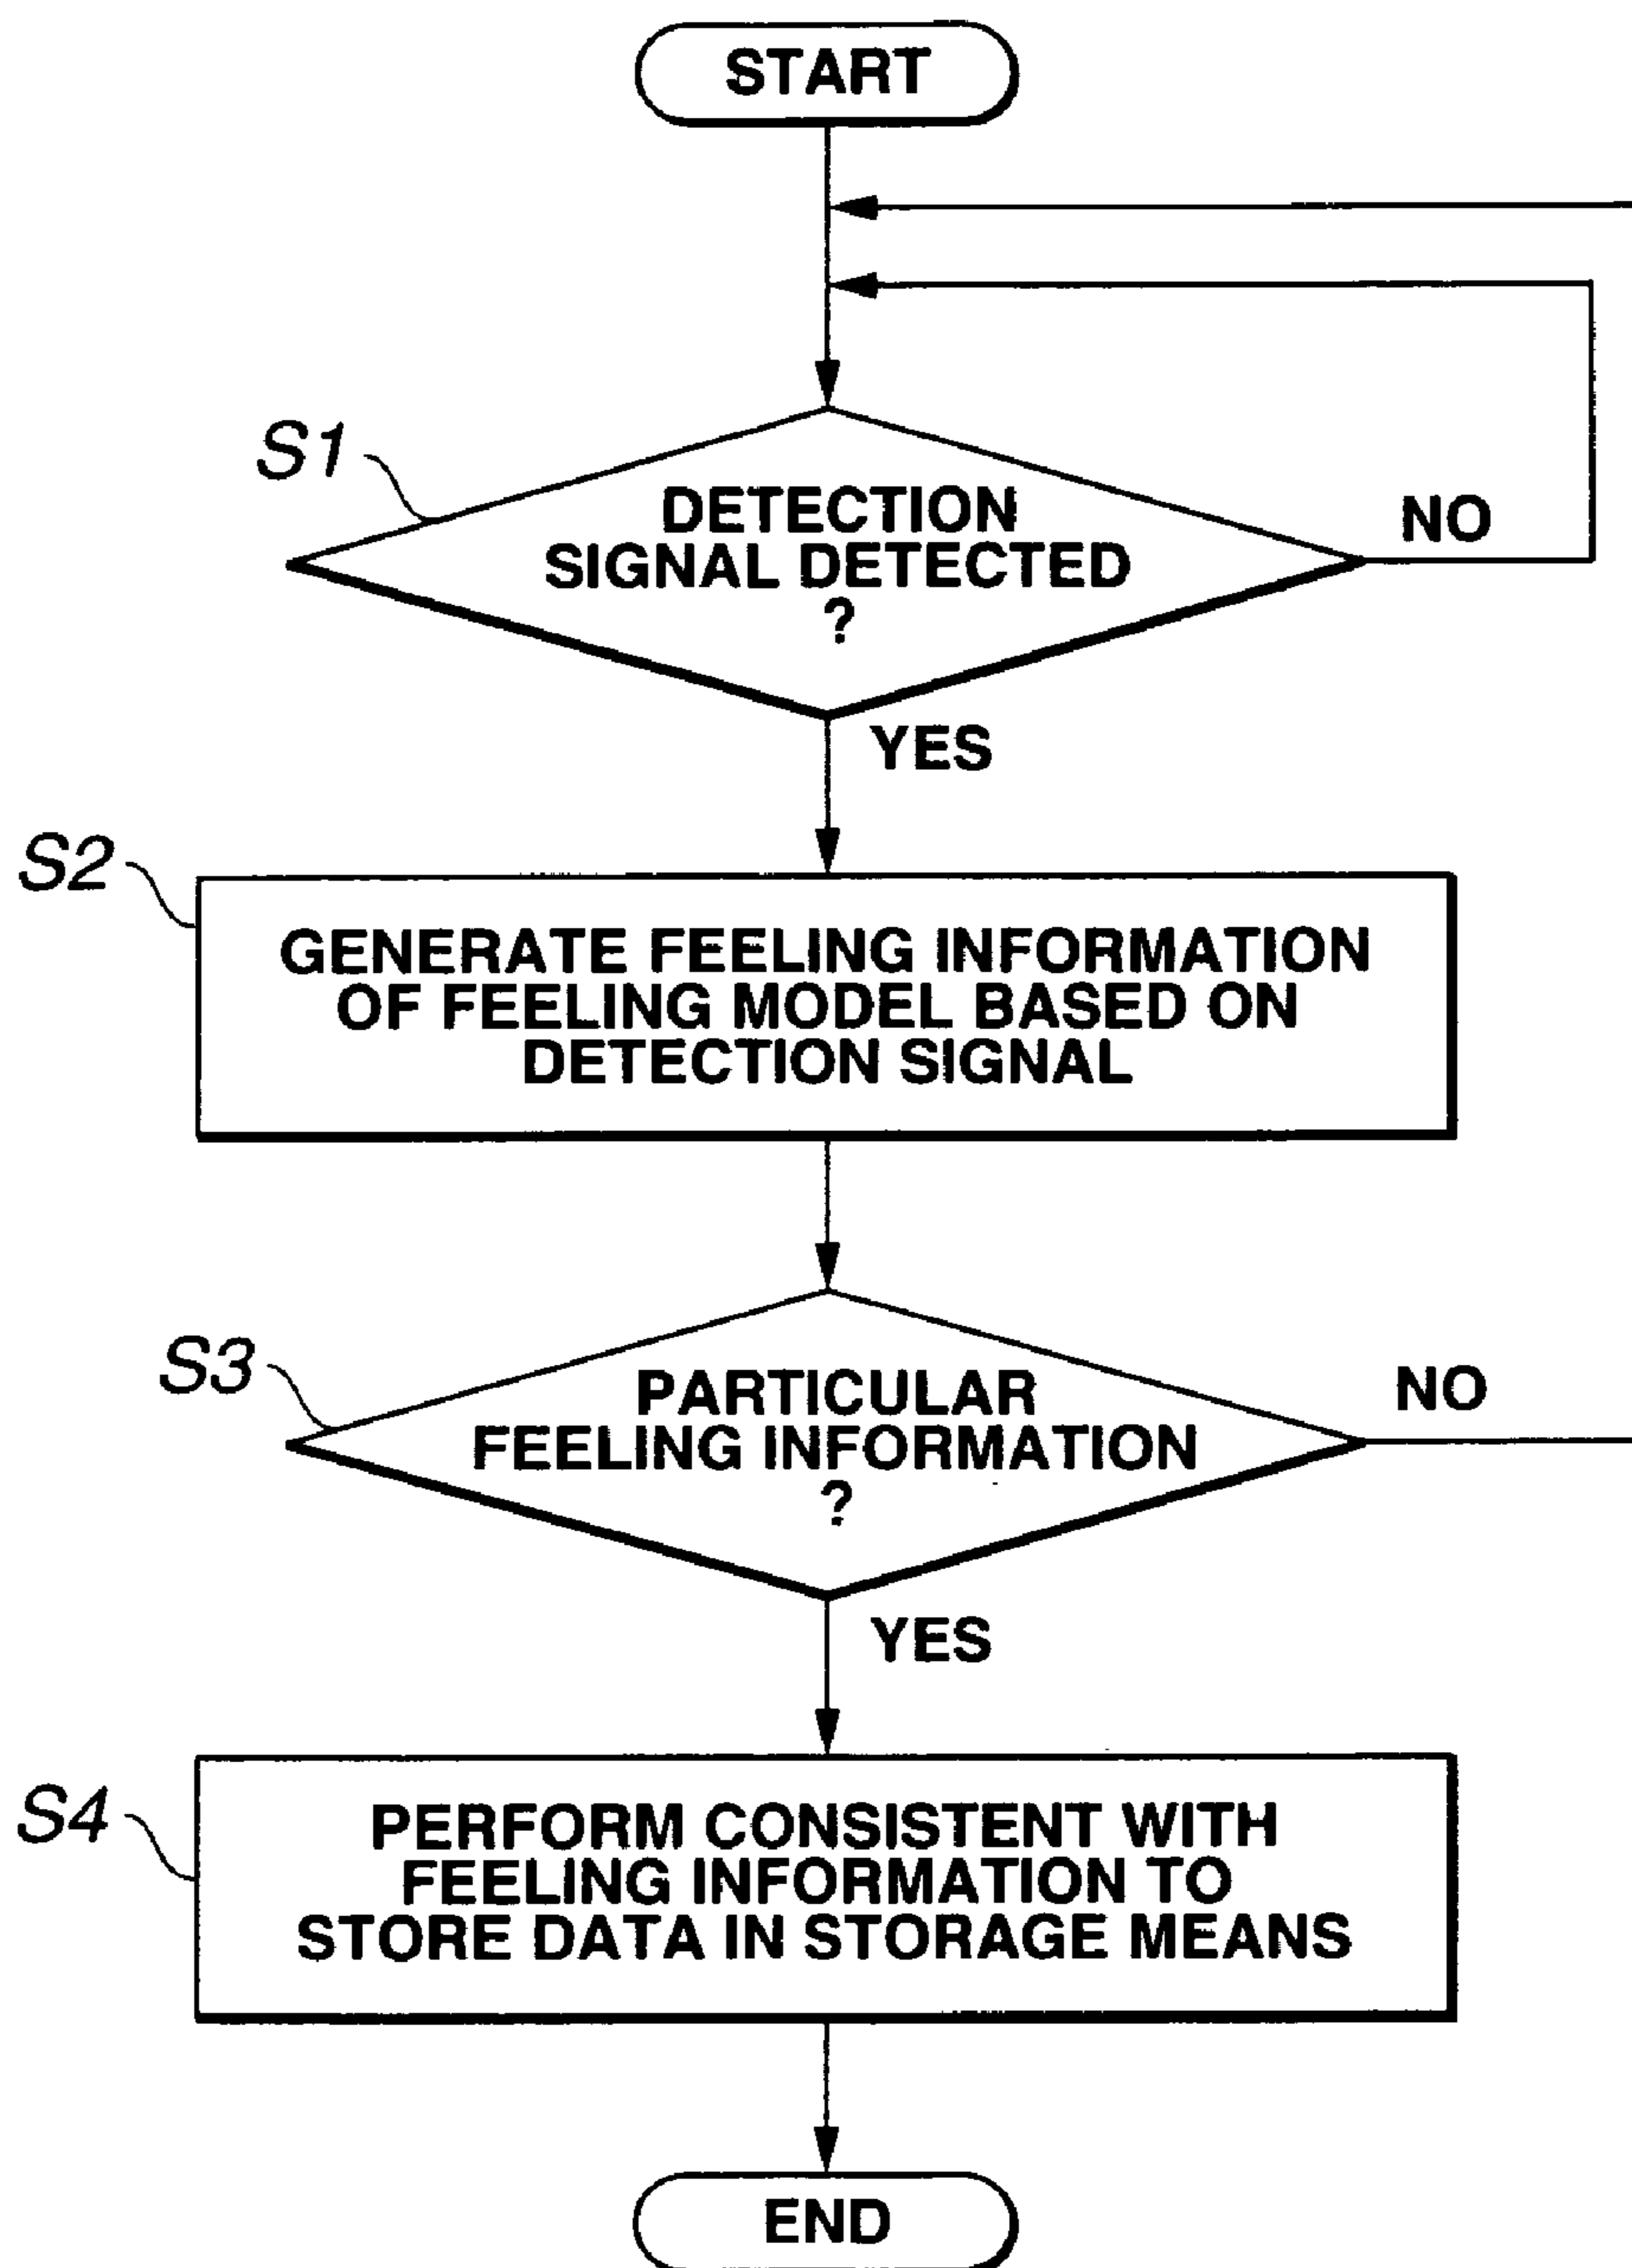 START
S1
DETECTION
SIGNAL DETECTED
?
NO
YES
S2
GENERATE FEELING INFORMATION
OF FEELING MODEL BASED ON
DETECTION SIGNAL
S3
PARTICULAR
FEELING INFORMATION
?
NO
YES
S4
PERFORM CONSISTENT WITH
FEELING INFORMATION TO
STORE DATA IN STORAGE MEANS
END